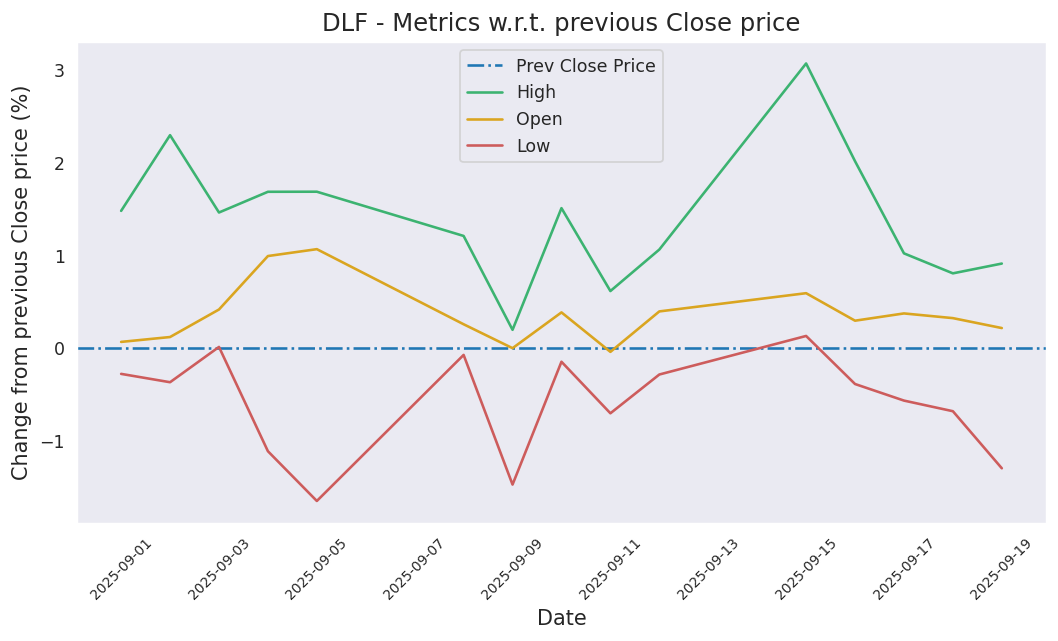 DLF - Metrics w.r.t. previous Close price
Change from previous Close price (%)
3
2
1
0
−1
Prev Close Price
High
Open
Low
2025-09-01
2025-09-03
2025-09-05
2025-09-07
2025-09-09
2025-09-11
2025-09-13
2025-09-15
2025-09-17
2025-09-19
Date